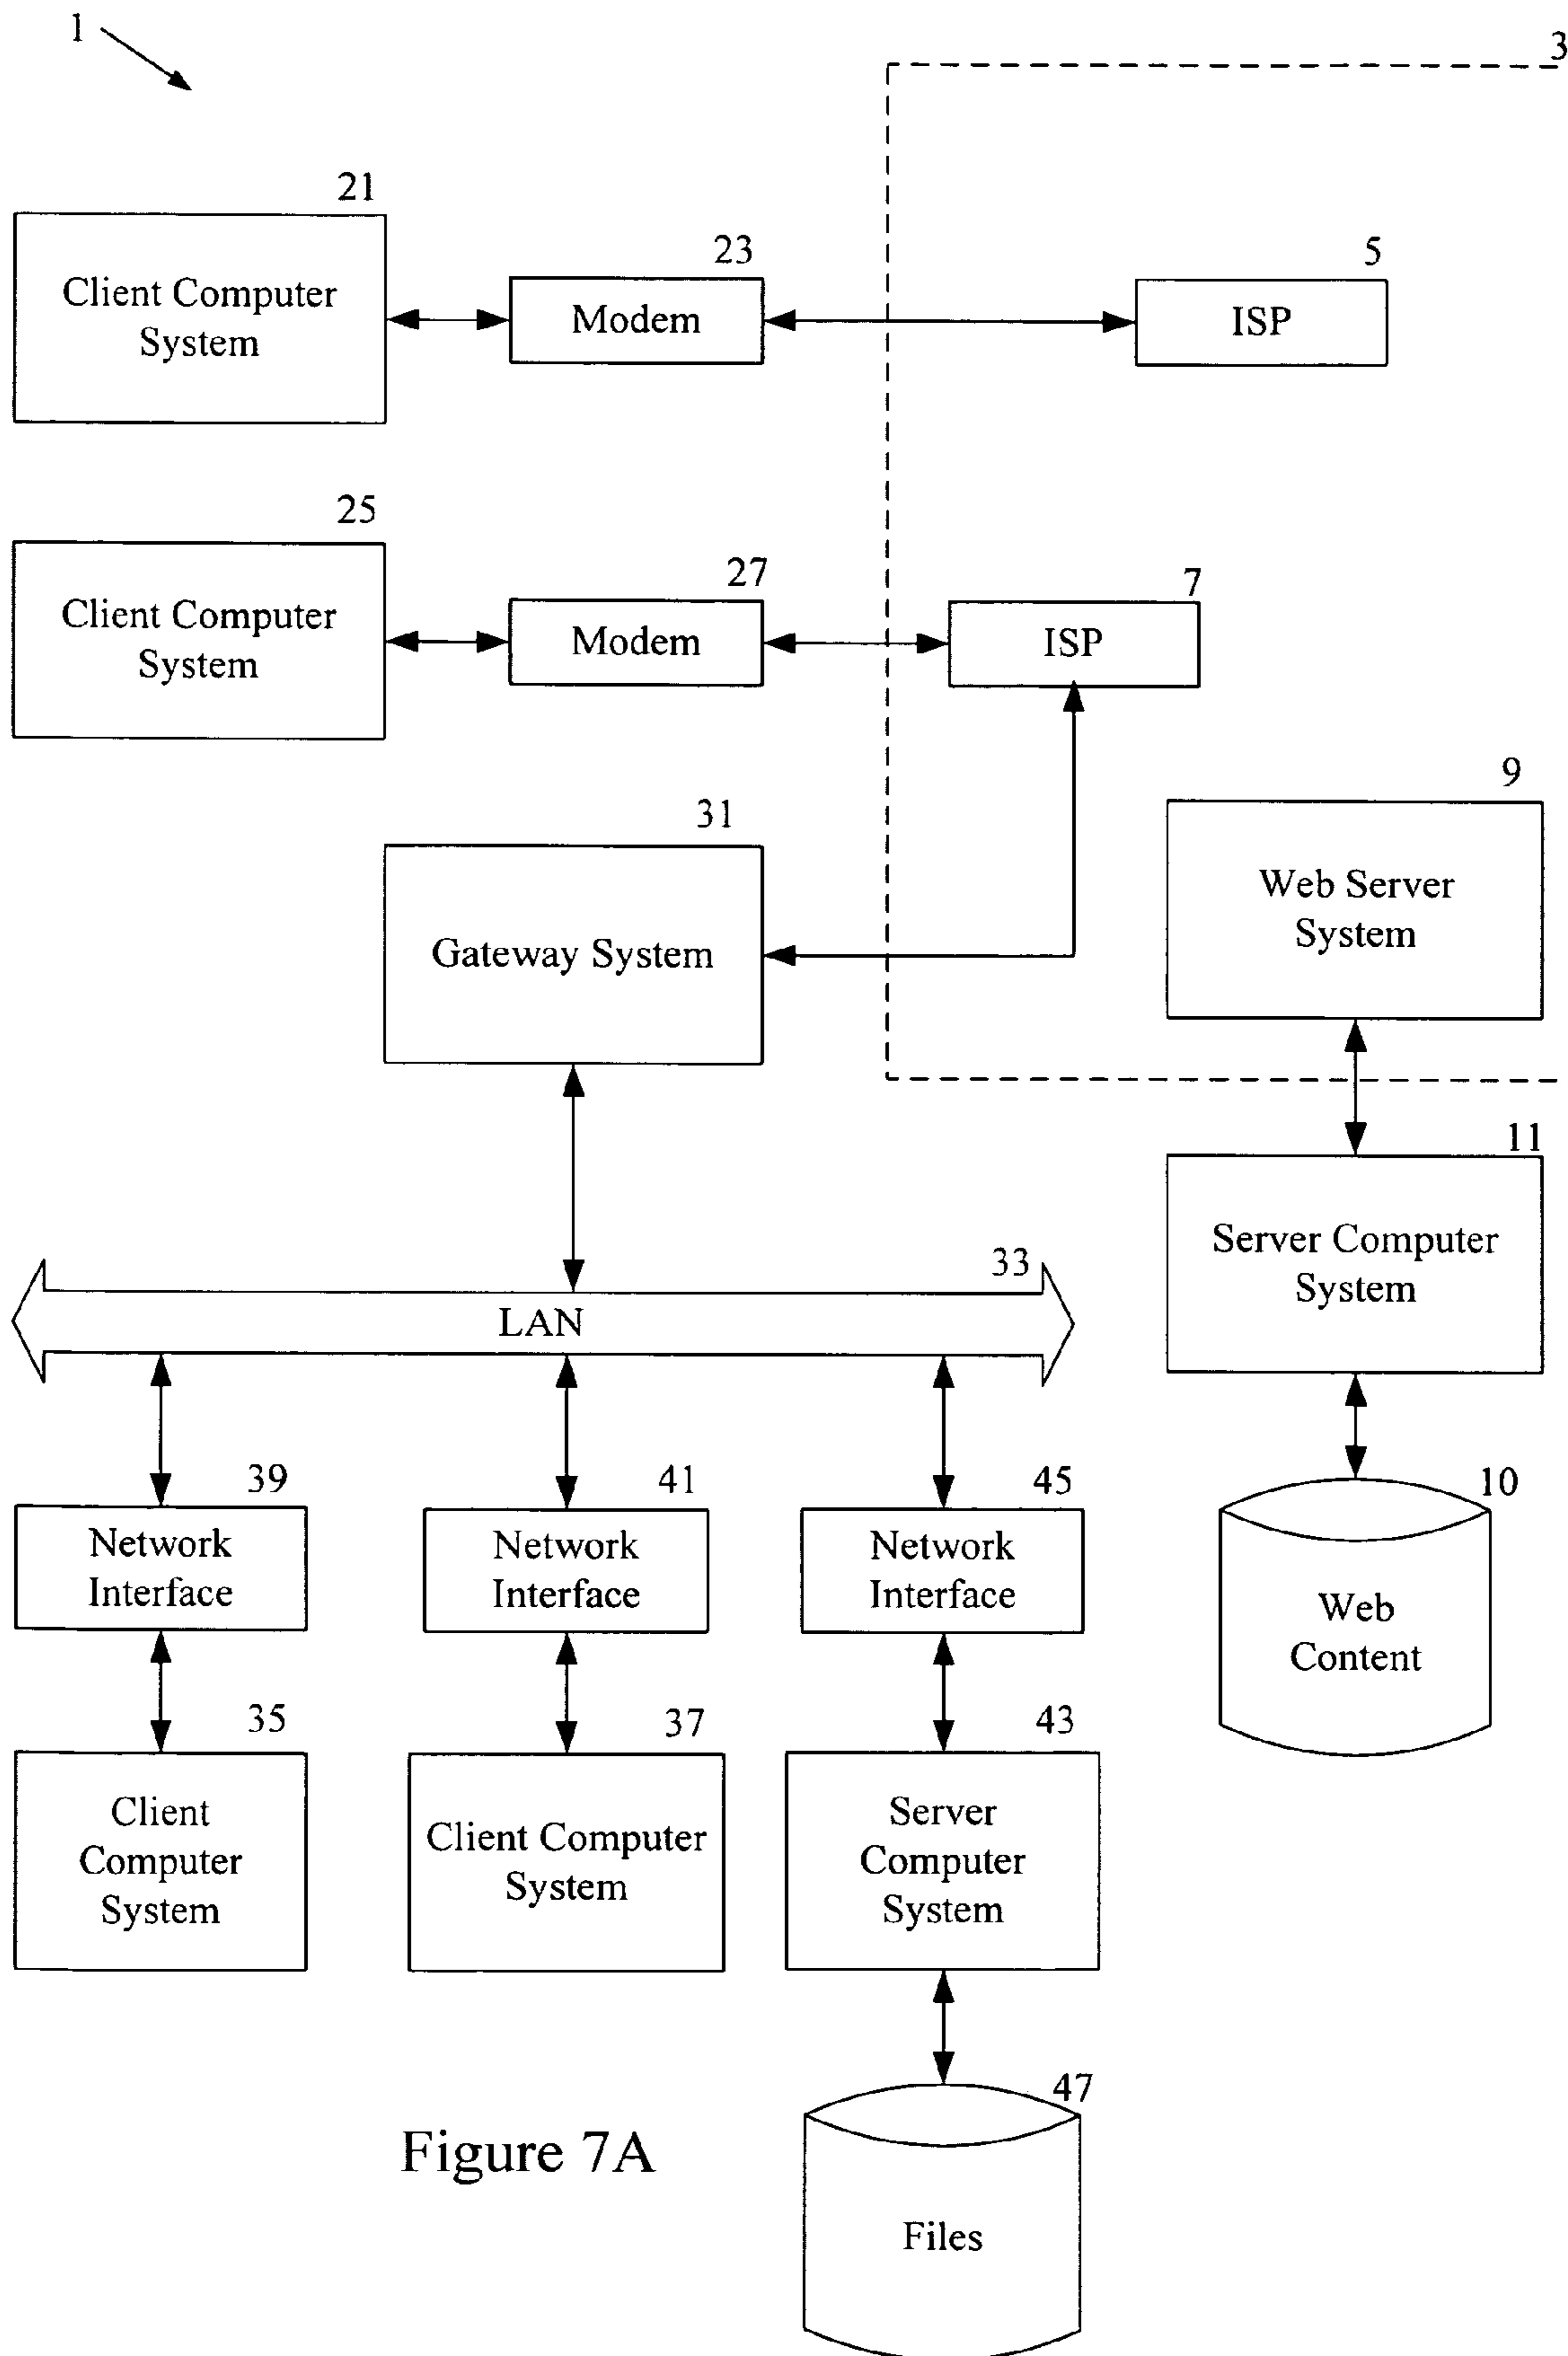 1
3
21
Client Computer
System
23
Modem
5
ISP
25
Client Computer
System
27
Modem
7
ISP
31
Gateway System
9
Web Server
System
11
Server Computer
System
33
LAN
39
Network
Interface
41
Network
Interface
45
Network
Interface
10
Web
Content
35
Client
Computer
System
37
Client Computer
System
43
Server
Computer
System
47
Files
Figure 7A